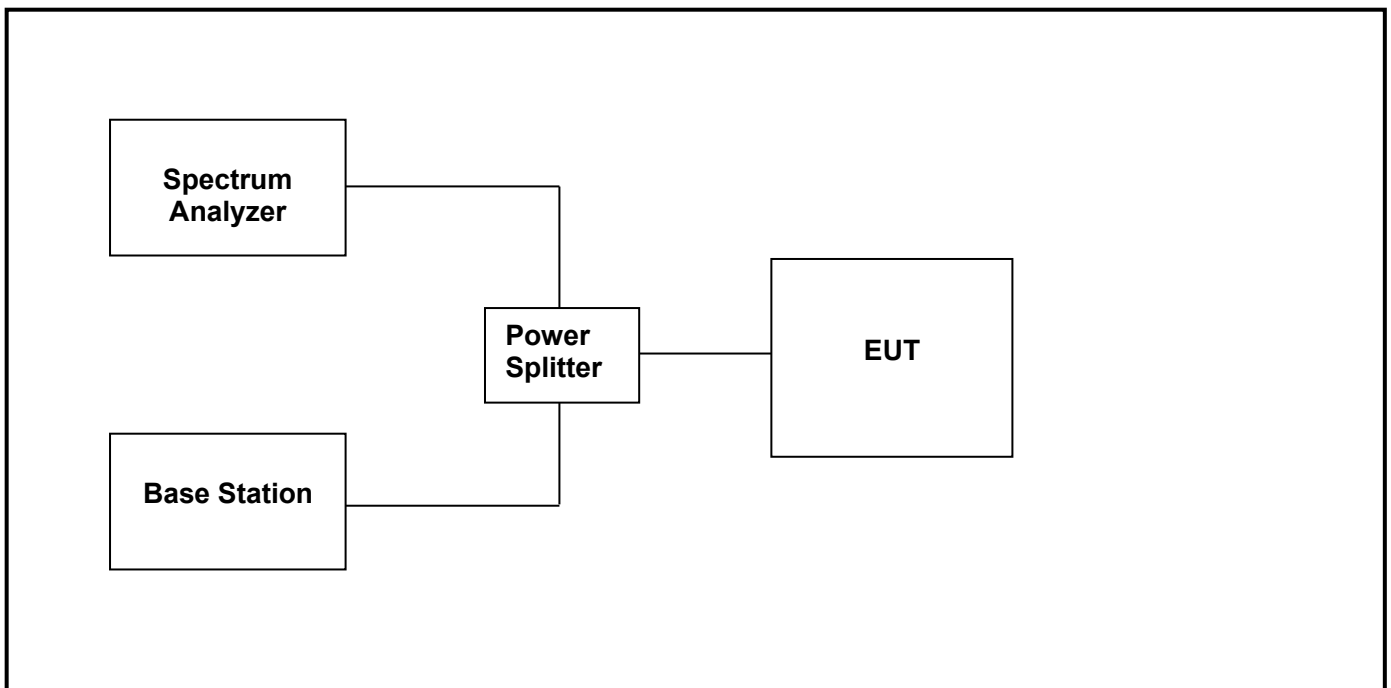 Spectrum
Analyzer
Power
Splitter
EUT
Base Station